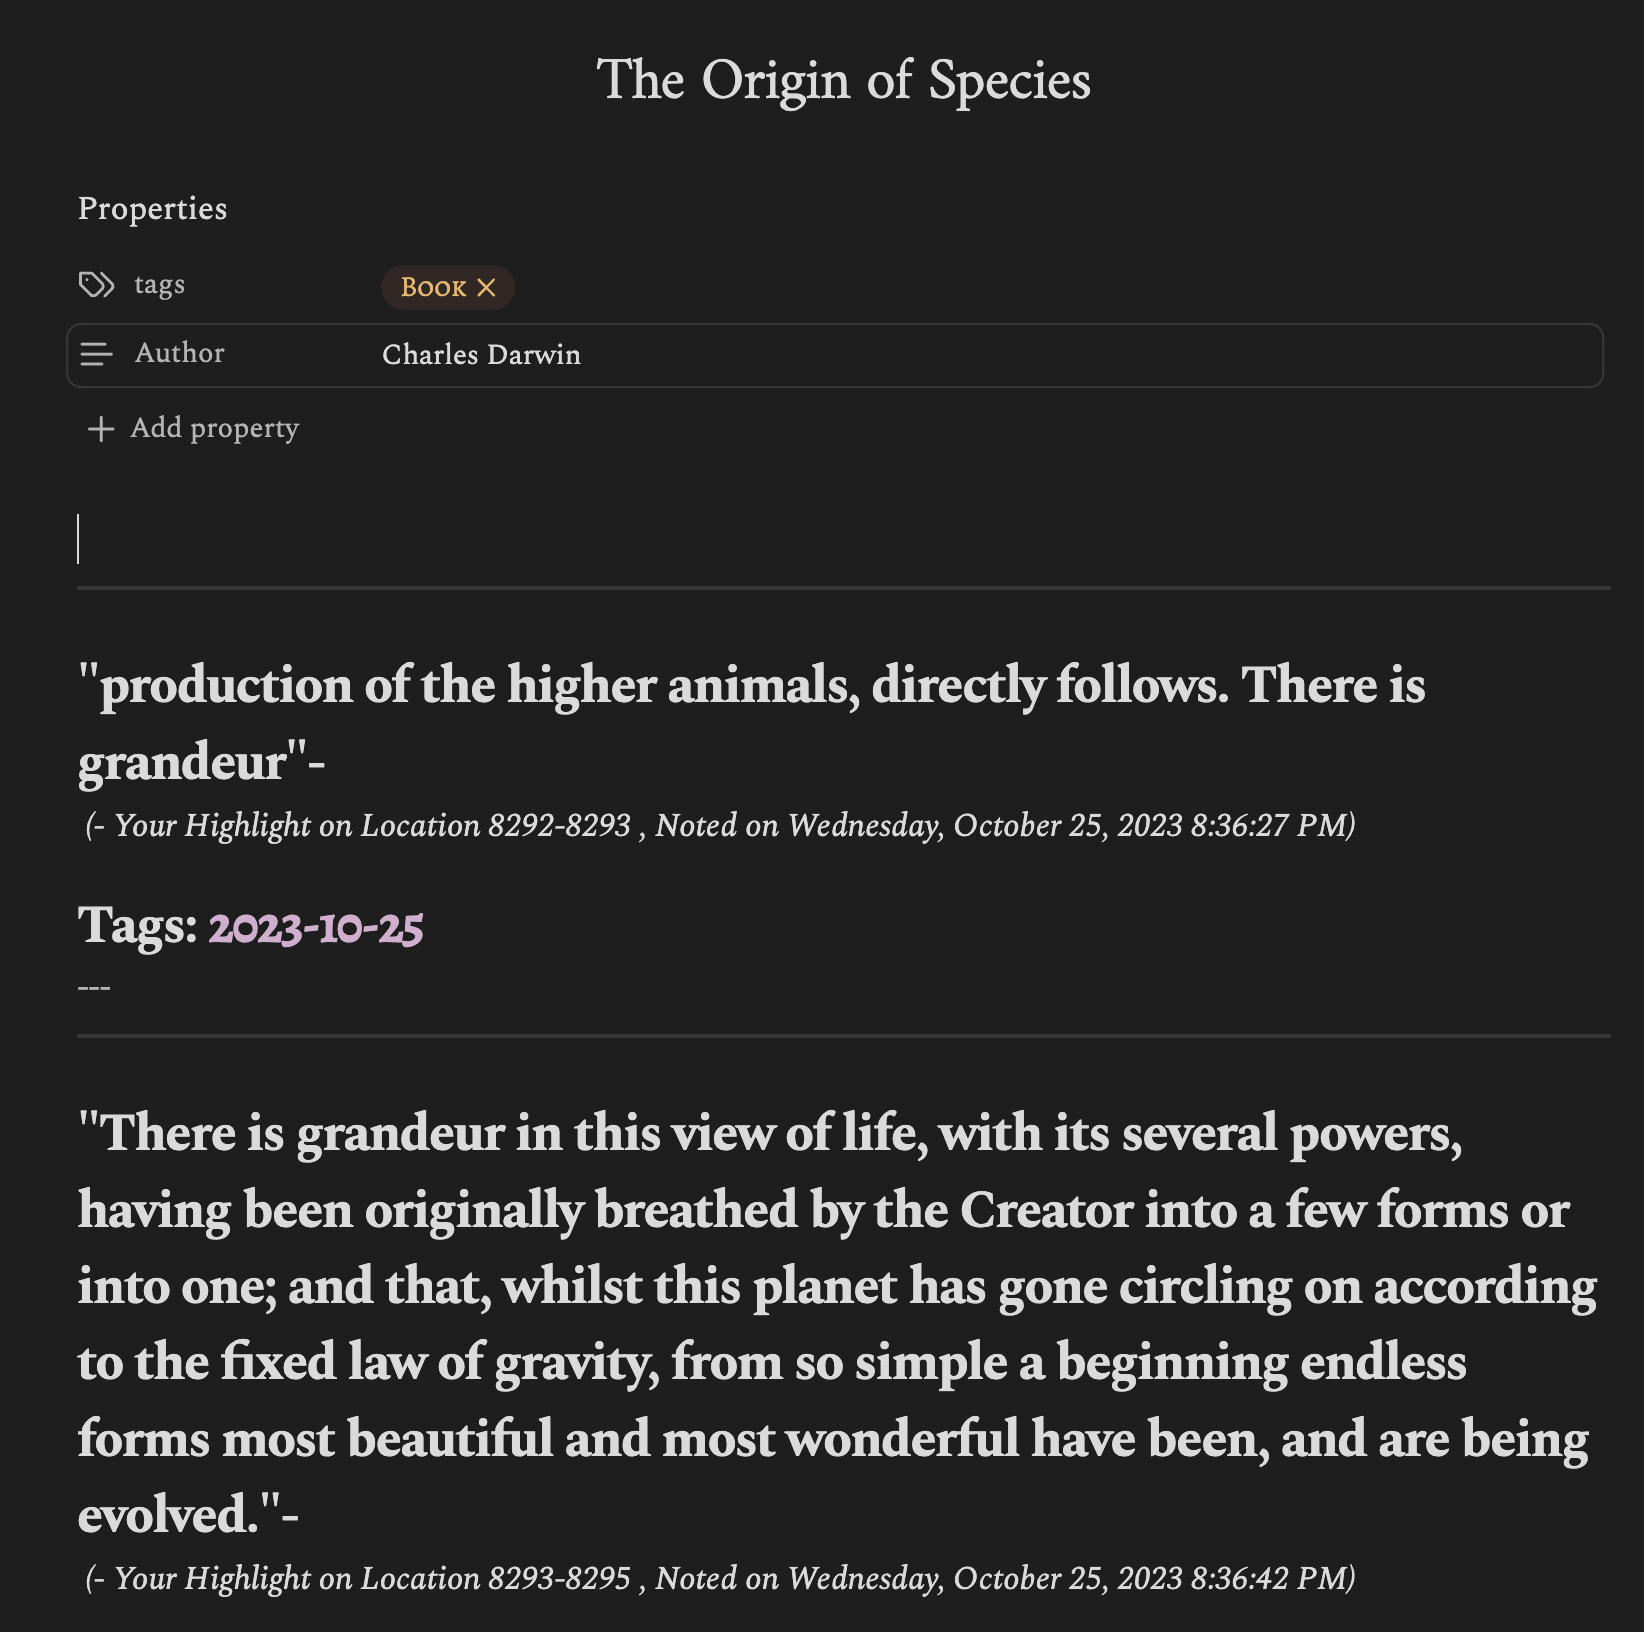 The Origin of Species
Properties
tags Book
Author Charles Darwin
Add property
"production of the higher animals, directly follows. There is
grandeur"-
(- Your Highlight on Location 8292-8293 , Noted on Wednesday, October 25, 2023 8:36:27 PM)
Tags: 2023-10-25
---
"There is grandeur in this view of life, with its several powers,
having been originally breathed by the Creator into a few forms or
into one; and that, whilst this planet has gone circling on according
to the fixed law of gravity, from so simple a beginning endless
forms most beautiful and most wonderful have been, and are being
evolved."-
(- Your Highlight on Location 8293-8295 , Noted on Wednesday, October 25, 2023 8:36:42 PM)